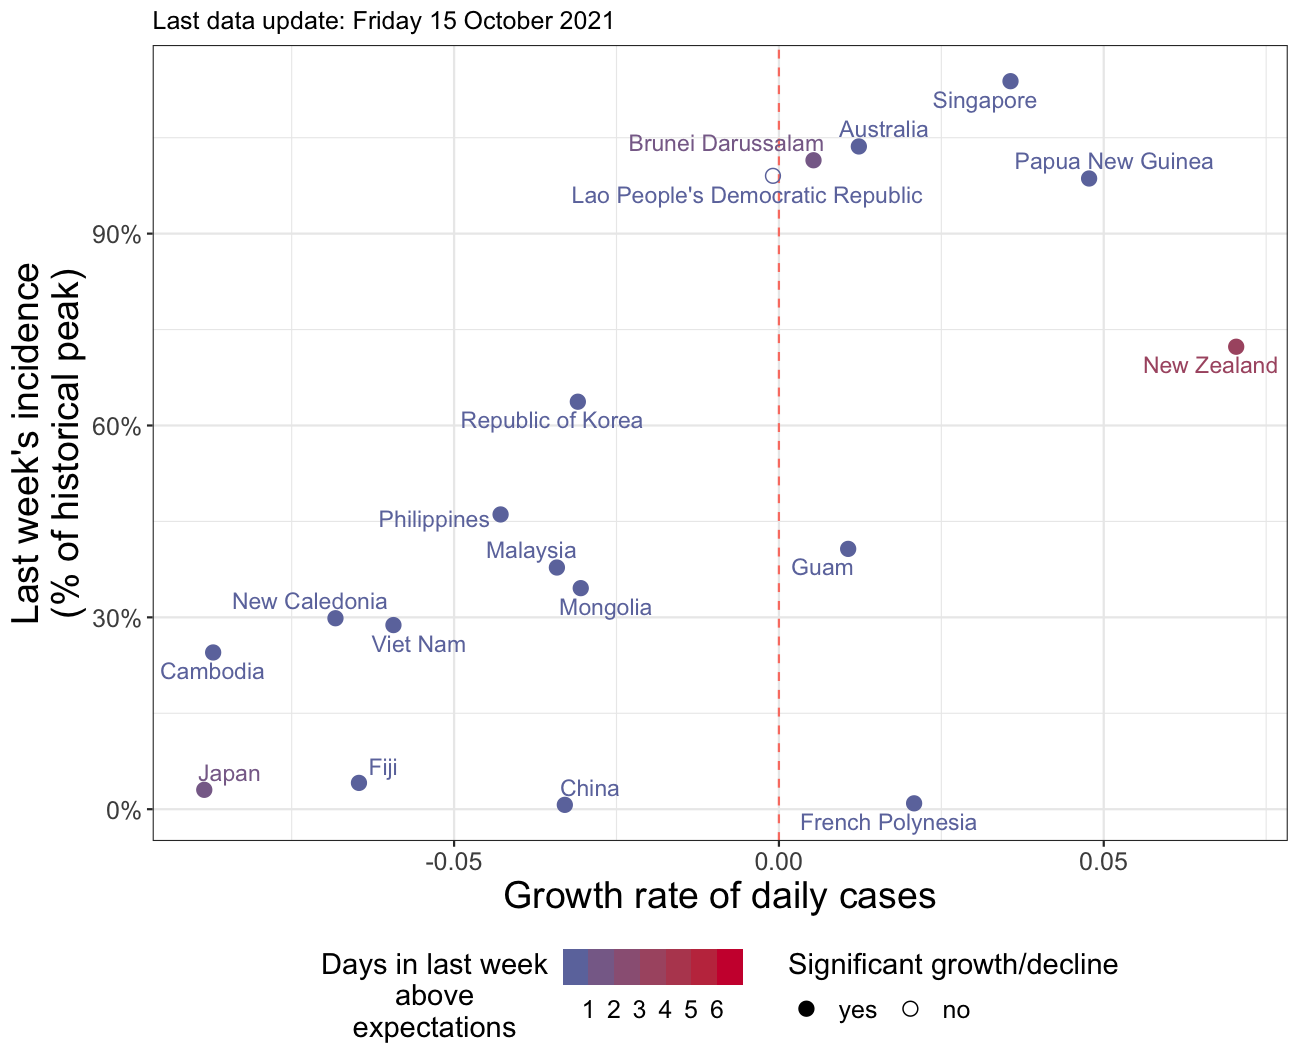 Last data update: Friday 15 October 2021
Singapore
Australia
Brunei Darussalam
Papua New Guinea
Lao People's Democratic Republic
90%
New Zealand
Republic of Korea
60%
Philippines
Malaysia
Guam
Mongolia
New Caledonia
30%
Viet Nam
Cambodia
Japan
Fiji
China
0%
French Polynesia
Last week's incidence
(% of historical peak)
-0.05
0.00
0.05
Growth rate of daily cases
Days in last week
above
expectations
1 2 3 4 5 6
Significant growth/decline
yes
no